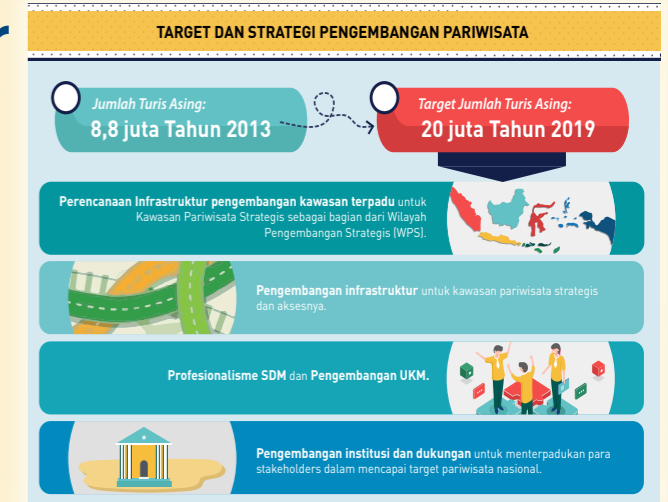 TARGET DAN STRATEGI PENGEMBANGAN PARIWISATA
Jumlah Turis Asing:
8,8 juta Tahun 2013
Target Jumlah Turis Asing:
20 juta Tahun 2019
Perencanaan Infrastruktur pengembangan kawasan terpadu untuk
Kawasan Pariwisata Strategis sebagai bagian dari Wilayah
Pengembangan Strategis (WPS).
Pengembangan infrastruktur untuk kawasan pariwisata strategis
dan aksesnya.
Profesionalisme SDM dan Pengembangan UKM.
Pengembangan institusi dan dukungan untuk menterpadukan para
stakeholders dalam mencapai target pariwisata nasional.